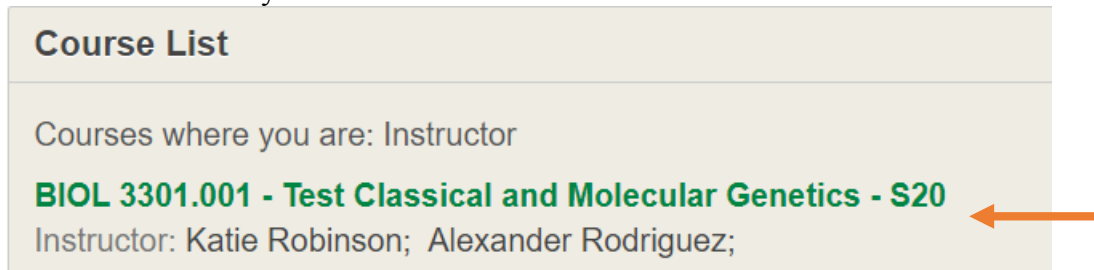 Course List
Courses where you are: Instructor
BIOL 3301.001 - Test Classical and Molecular Genetics - S20
Instructor: Katie Robinson; Alexander Rodriguez;